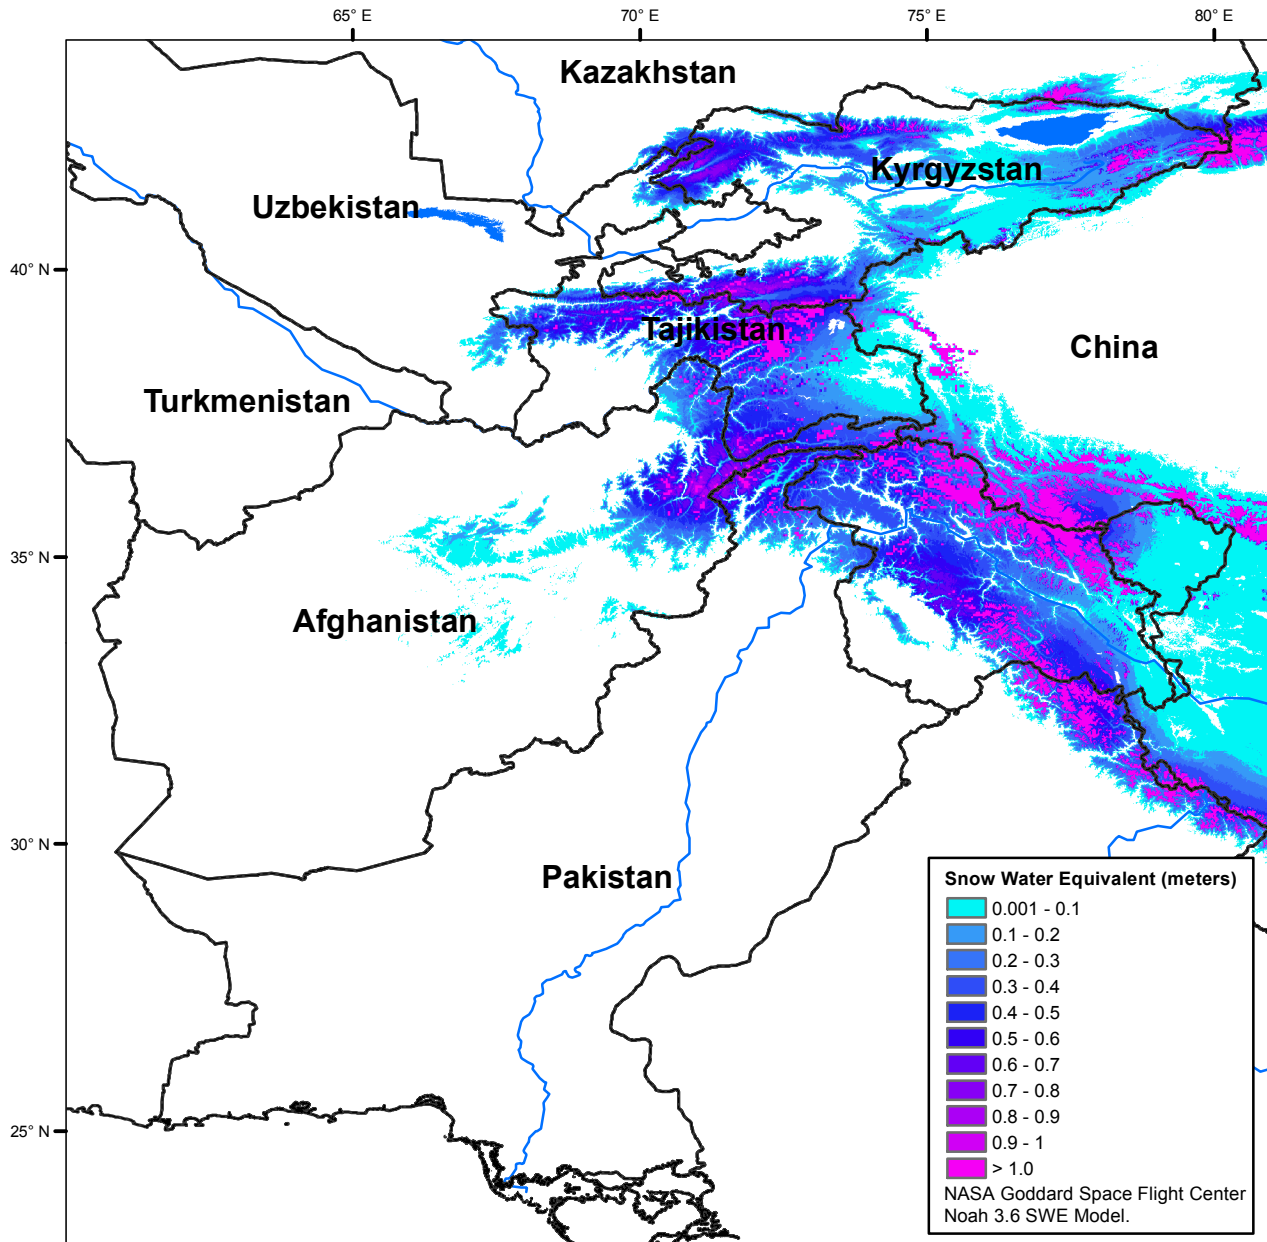 65° E
70° E
75° E
80° E
Kazakhstan
Kyrgyzstan
Uzbekistan
40° N
Tajikistan
China
Turkmenistan
35° N
Afghanistan
30° N
Pakistan
25° N
Snow Water Equivalent (meters)
0.001 - 0.1
0.1 - 0.2
0.2 - 0.3
0.3 - 0.4
0.4 - 0.5
0.5 - 0.6
0.6 - 0.7
0.7 - 0.8
0.8 - 0.9
0.9 - 1
> 1.0
NASA Goddard Space Flight Center
Noah 3.6 SWE Model.